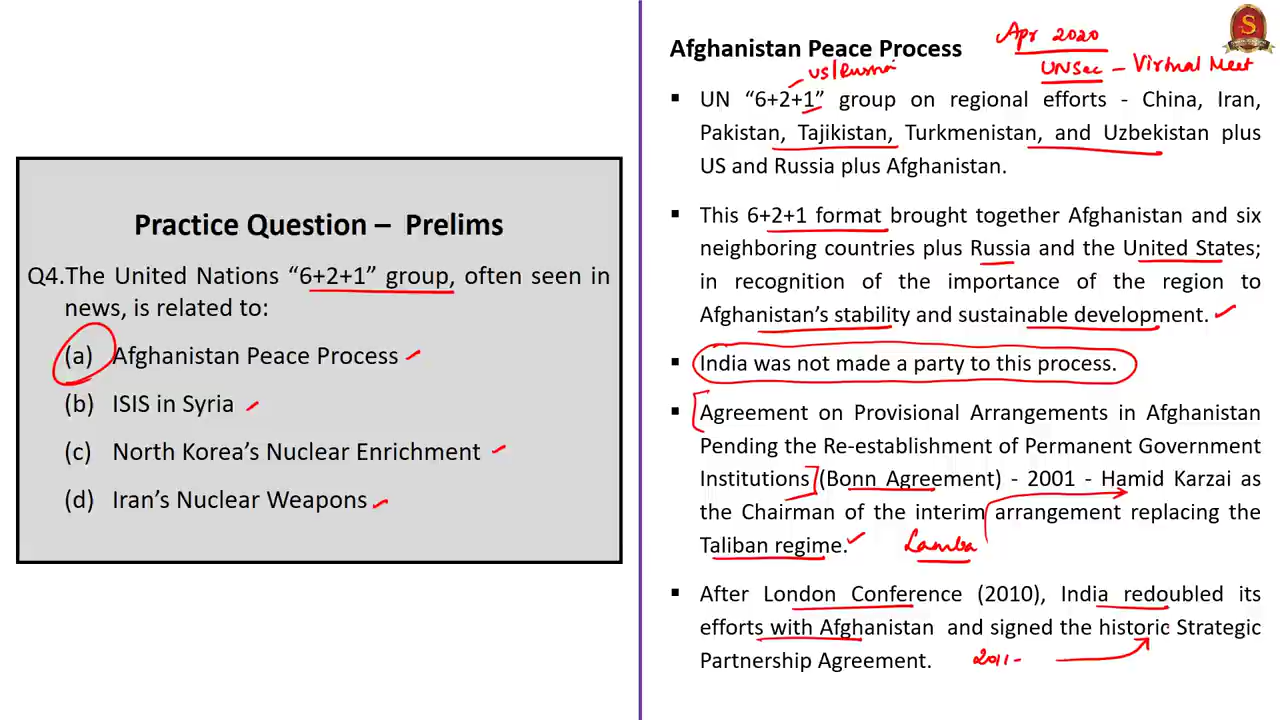 Practice Question – Prelims
Q4.The United Nations “6+2+1” group, often seen in
news, is related to:
(a) Afghanistan Peace Process
(b) ISIS in Syria
(c) North Korea’s Nuclear Enrichment
(d) Iran’s Nuclear Weapons
S
Apr 2020
Afghanistan Peace Process
UNSec – Virtual Meet
US/Russia
▪ UN “6+2+1” group on regional efforts - China, Iran,
Pakistan, Tajikistan, Turkmenistan, and Uzbekistan plus
US and Russia plus Afghanistan.
▪ This 6+2+1 format brought together Afghanistan and six
neighboring countries plus Russia and the United States;
in recognition of the importance of the region to
Afghanistan’s stability and sustainable development.
▪ India was not made a party to this process.
▪ Agreement on Provisional Arrangements in Afghanistan
Pending the Re-establishment of Permanent Government
Institutions (Bonn Agreement) - 2001 - Hamid Karzai as
the Chairman of the interim arrangement replacing the
Taliban regime. Lamba
▪ After London Conference (2010), India redoubled its
efforts with Afghanistan and signed the historic Strategic
Partnership Agreement. 2011-